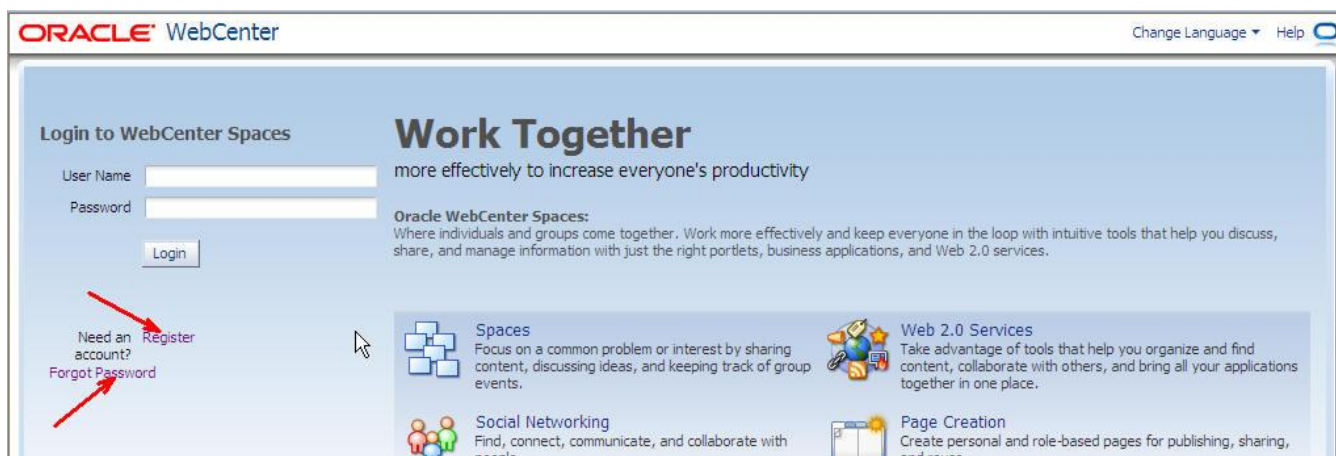 ORACLE WebCenter
Change Language Help
Login to WebCenter Spaces
User Name
Password
Login
Need an account? Register
Forgot Password
Work Together
more effectively to increase everyone's productivity
Oracle WebCenter Spaces:
Where individuals and groups come together. Work more effectively and keep everyone in the loop with intuitive tools that help you discuss,
share, and manage information with just the right portlets, business applications, and Web 2.0 services.
Spaces
Focus on a common problem or interest by sharing
content, discussing ideas, and keeping track of group
events.
Web 2.0 Services
Take advantage of tools that help you organize and find
content, collaborate with others, and bring all your applications
together in one place.
Social Networking
Find, connect, communicate, and collaborate with
Page Creation
Create personal and role-based pages for publishing, sharing,